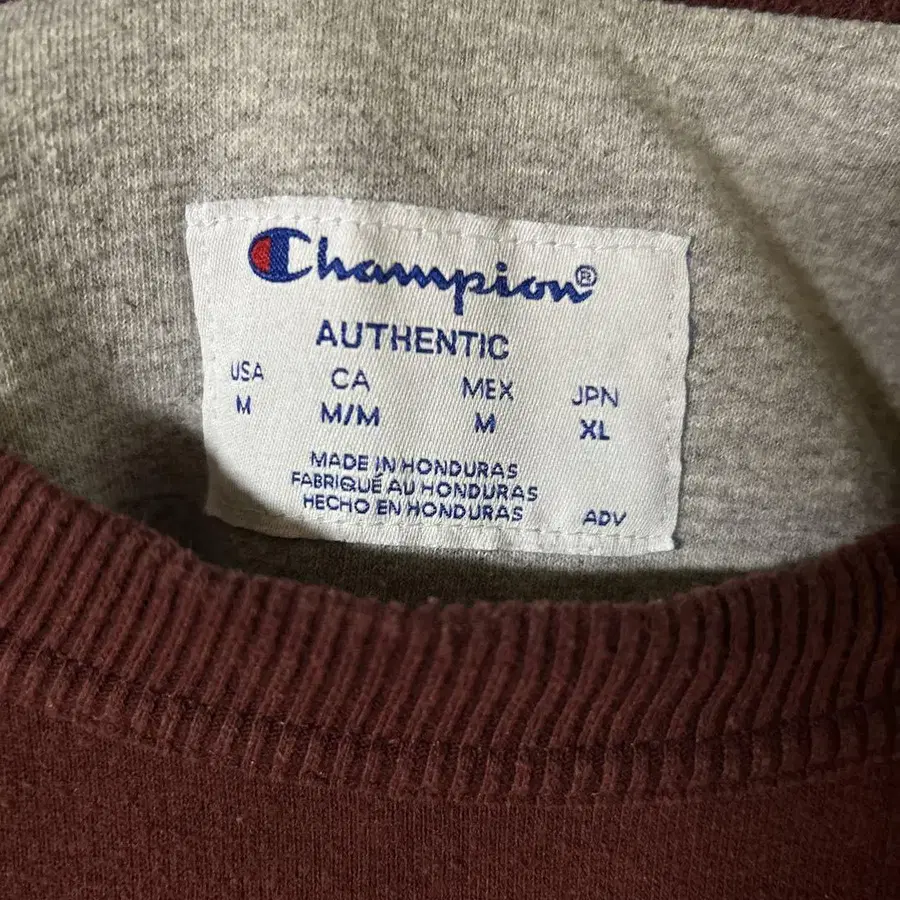 Champion®
AUTHENTIC
USA CA MEX JPN
M M/M M XL
MADE IN HONDURAS
FABRIQUÉ AU HONDURAS
HECHO EN HONDURAS ADV